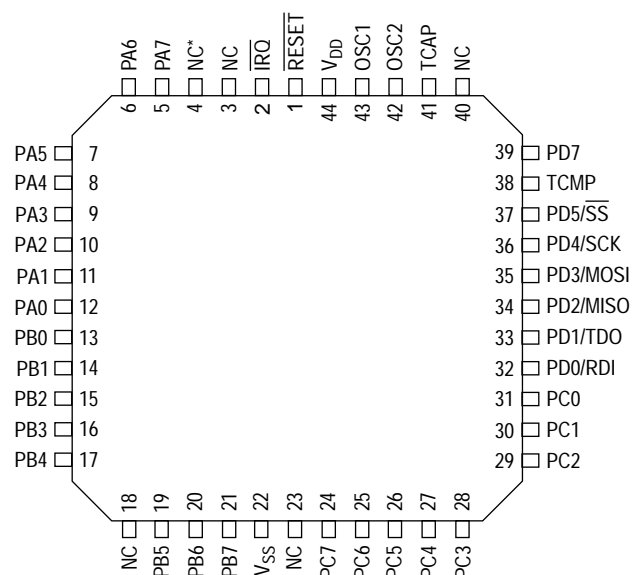 PA6 PA7 NC* NC I̅R̅Q̅ R̅E̅S̅E̅T̅ VDD OSC1 OSC2 TCAP NC
6 5 4 3 2 1 44 43 42 41 40
PA5 7 39 PD7
PA4 8 38 TCMP
PA3 9 37 PD5/S̅S̅
PA2 10 36 PD4/SCK
PA1 11 35 PD3/MOSI
PA0 12 34 PD2/MISO
PB0 13 33 PD1/TDO
PB1 14 32 PD0/RDI
PB2 15 31 PC0
PB3 16 30 PC1
PB4 17 29 PC2
18 19 20 21 22 23 24 25 26 27 28
NC PB5 PB6 PB7 VSS NC PC7 PC6 PC5 PC4 PC3